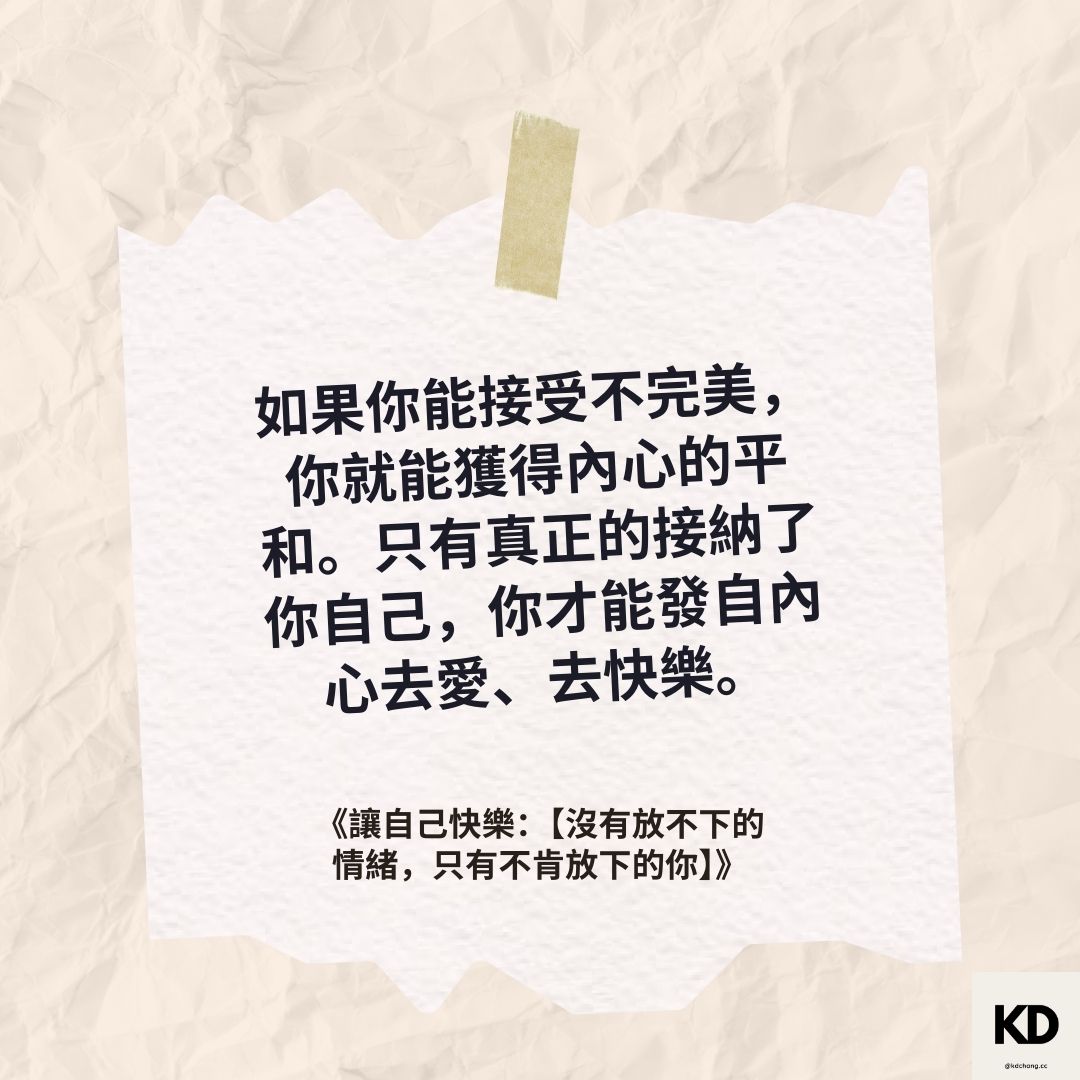 如果你能接受不完美，
你就能獲得內心的平
和。只有真正的接納了
你自己，你才能發自內
心去愛、去快樂。
《讓自己快樂：【沒有放不下的
情緒，只有不肯放下的你】》
KD
@kdchang.cc